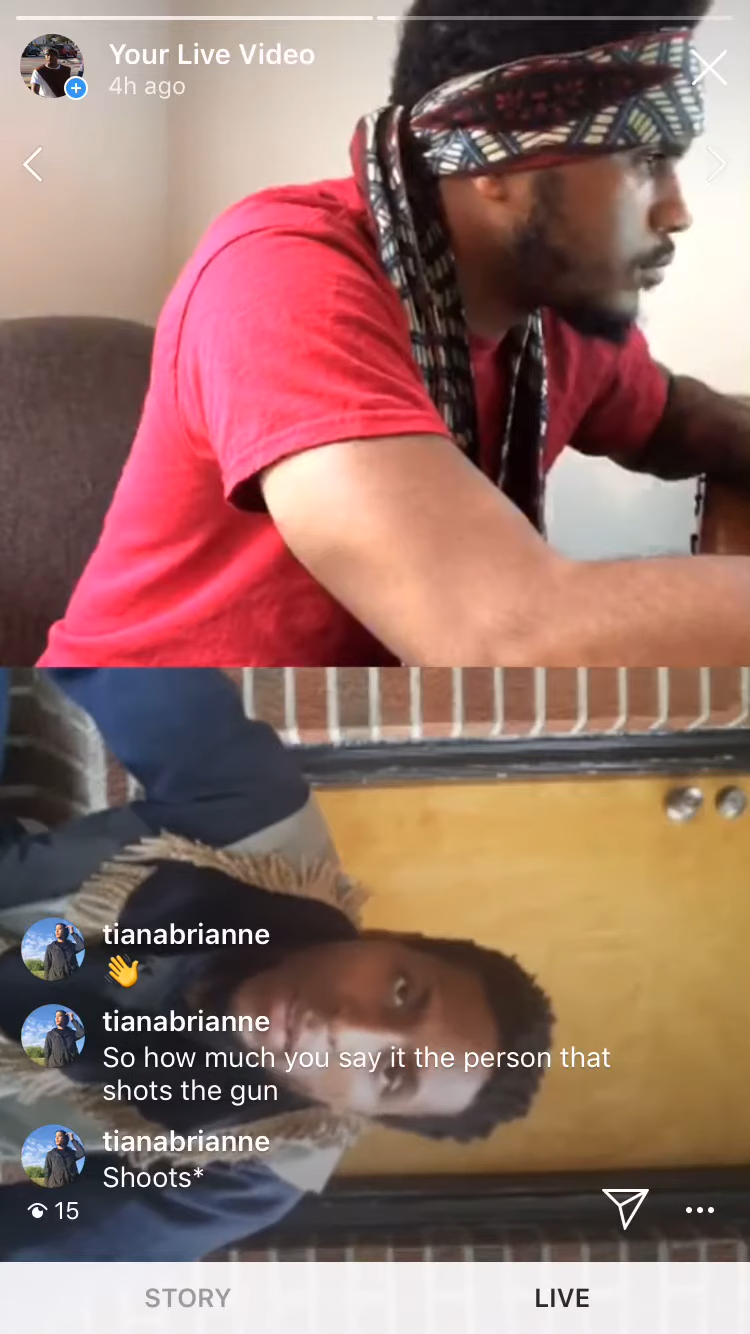 Your Live Video
4h ago
tianabrianne
👋
tianabrianne
So how much you say it the person that
shots the gun
tianabrianne
Shoots*
15
STORY
LIVE